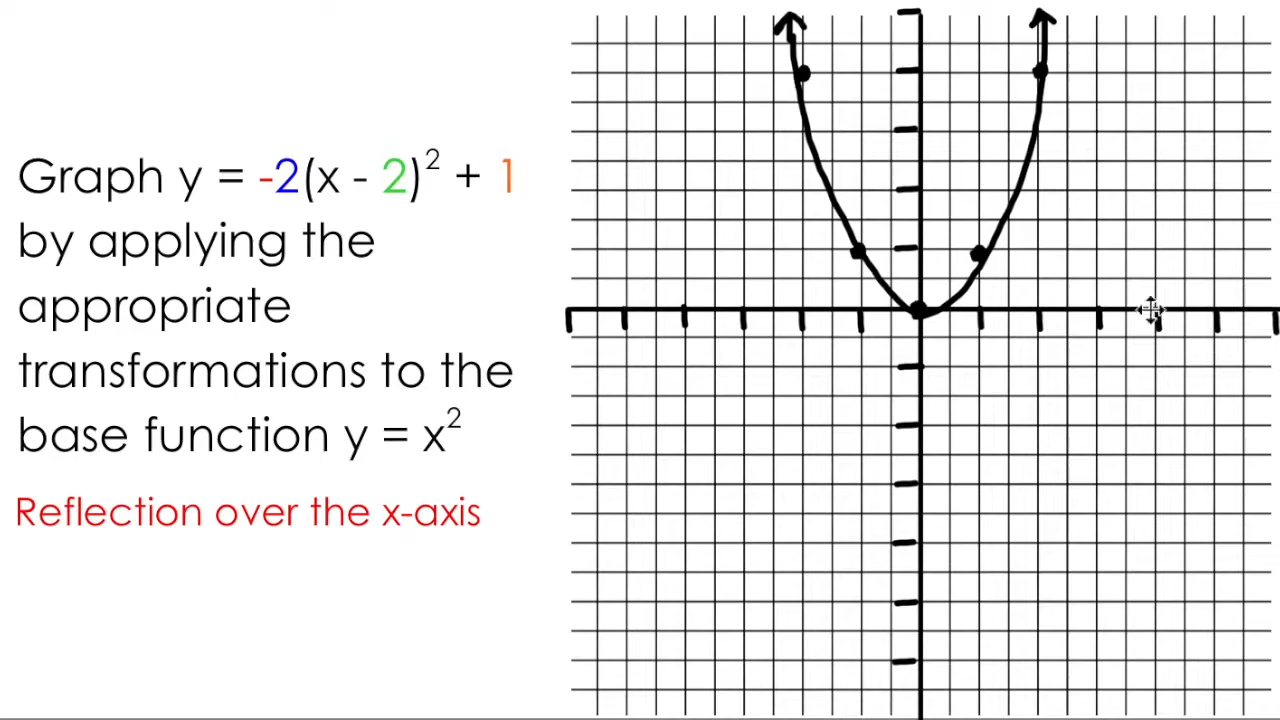 Graph y = -2(x - 2)² + 1
by applying the
appropriate
transformations to the
base function y = x²
Reflection over the x-axis